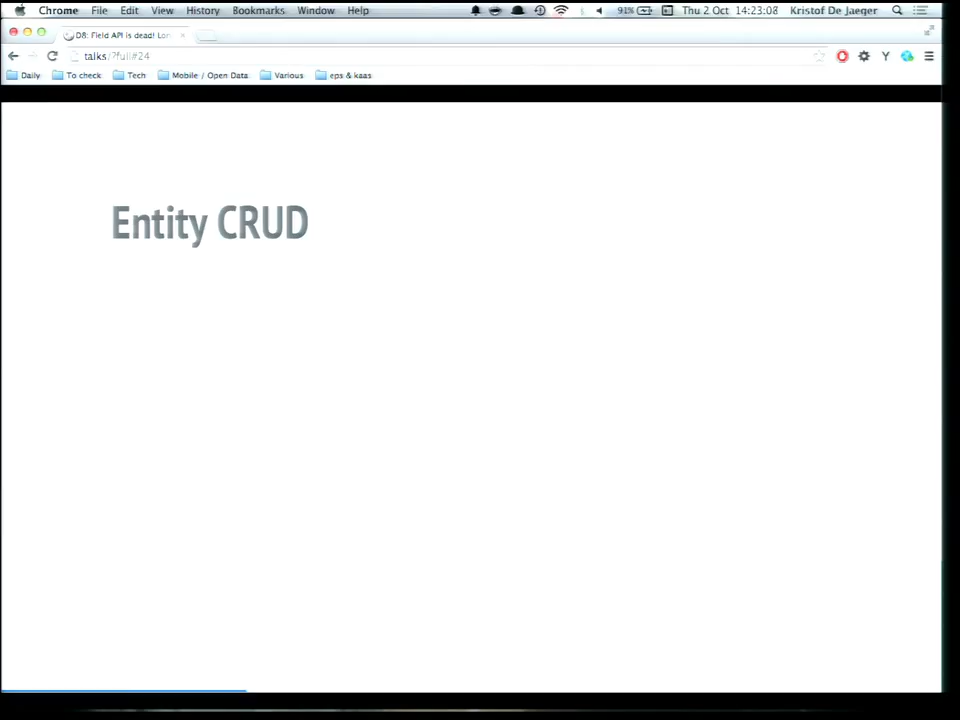 Chrome File Edit View History Bookmarks Window Help 91% Thu 2 Oct 14:23:08 Kristof De Jaeger
D8: Field API is dead! Lon
talks/?full#24
Daily To check Tech Mobile / Open Data Various eps & kaas
Entity CRUD